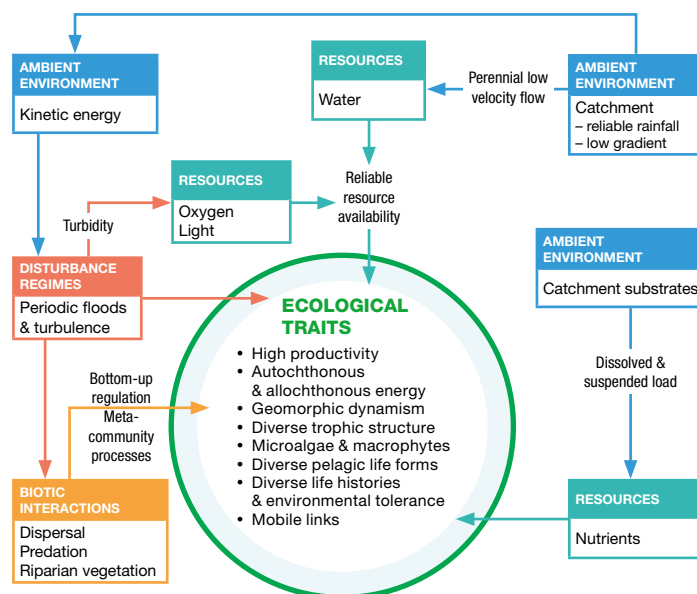 AMBIENT
ENVIRONMENT
Kinetic energy
RESOURCES
Water
Perennial low
velocity flow
AMBIENT
ENVIRONMENT
Catchment
– reliable rainfall
– low gradient
RESOURCES
Oxygen
Light
Turbidity
Reliable
resource
availability
DISTURBANCE
REGIMES
Periodic floods
& turbulence
AMBIENT
ENVIRONMENT
Catchment substrates
Dissolved &
suspended load
ECOLOGICAL
TRAITS
• High productivity
• Autochthonous
& allochthonous energy
• Geomorphic dynamism
• Diverse trophic structure
• Microalgae & macrophytes
• Diverse pelagic life forms
• Diverse life histories
& environmental tolerance
• Mobile links
Bottom-up
regulation
Meta-
community
processes
BIOTIC
INTERACTIONS
Dispersal
Predation
Riparian vegetation
RESOURCES
Nutrients